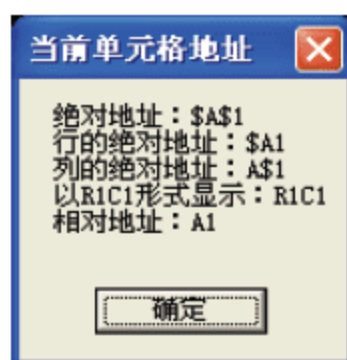 当前单元格地址
绝对地址：$A$1
行的绝对地址：$A1
列的绝对地址：A$1
以R1C1形式显示：R1C1
相对地址：A1
确定